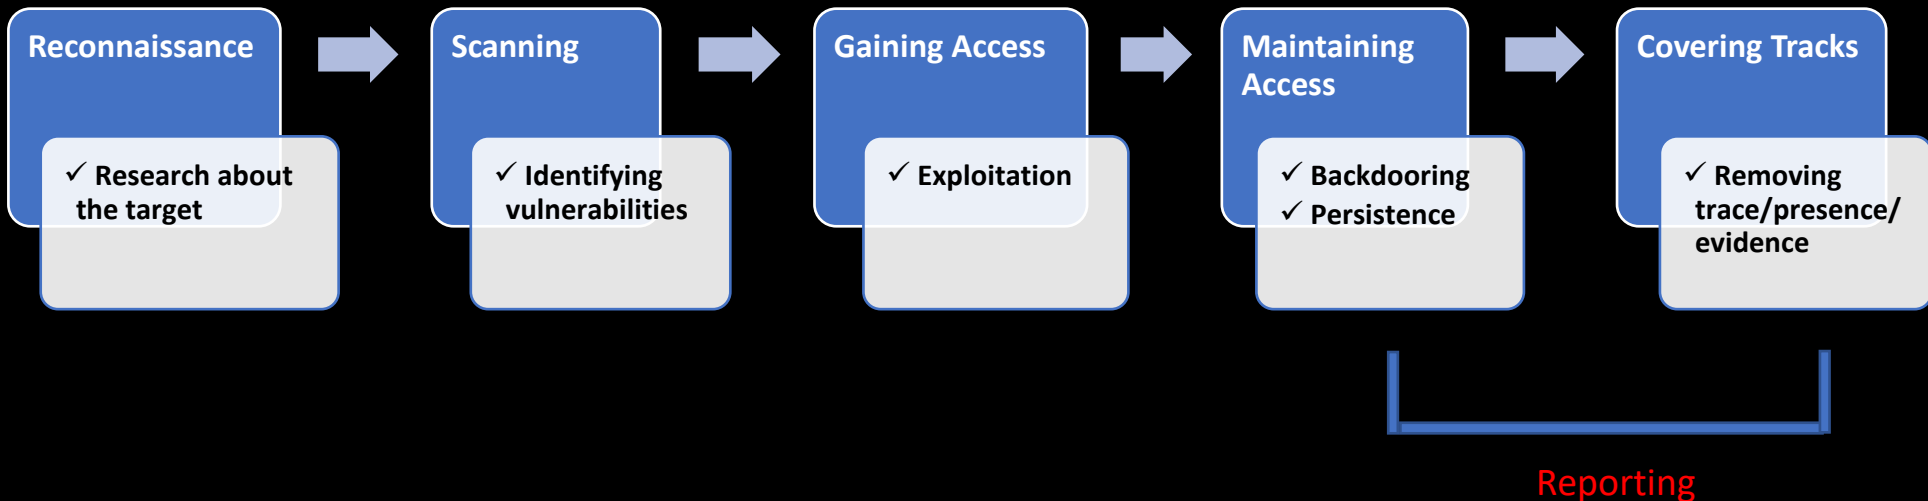 Reconnaissance
✓ Research about
the target
Scanning
✓ Identifying
vulnerabilities
Gaining Access
✓ Exploitation
Maintaining
Access
✓ Backdooring
✓ Persistence
Covering Tracks
✓ Removing
trace/presence/
evidence
Reporting